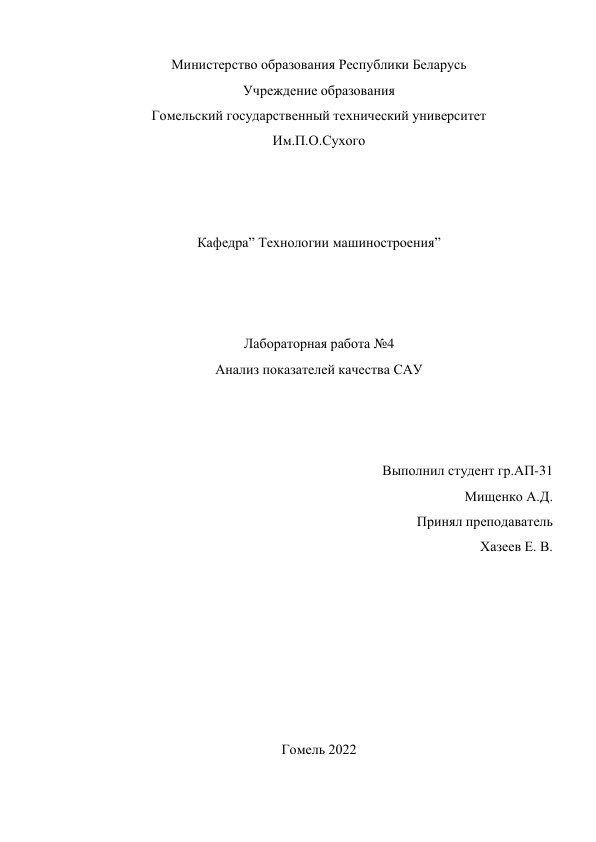 Министерство образования Республики Беларусь
Учреждение образования
Гомельский государственный технический университет
Им.П.О.Сухого
Кафедра” Технологии машиностроения”
Лабораторная работа №4
Анализ показателей качества САУ
Выполнил студент гр.АП-31
Мищенко А.Д.
Принял преподаватель
Хазеев Е. В.
Гомель 2022